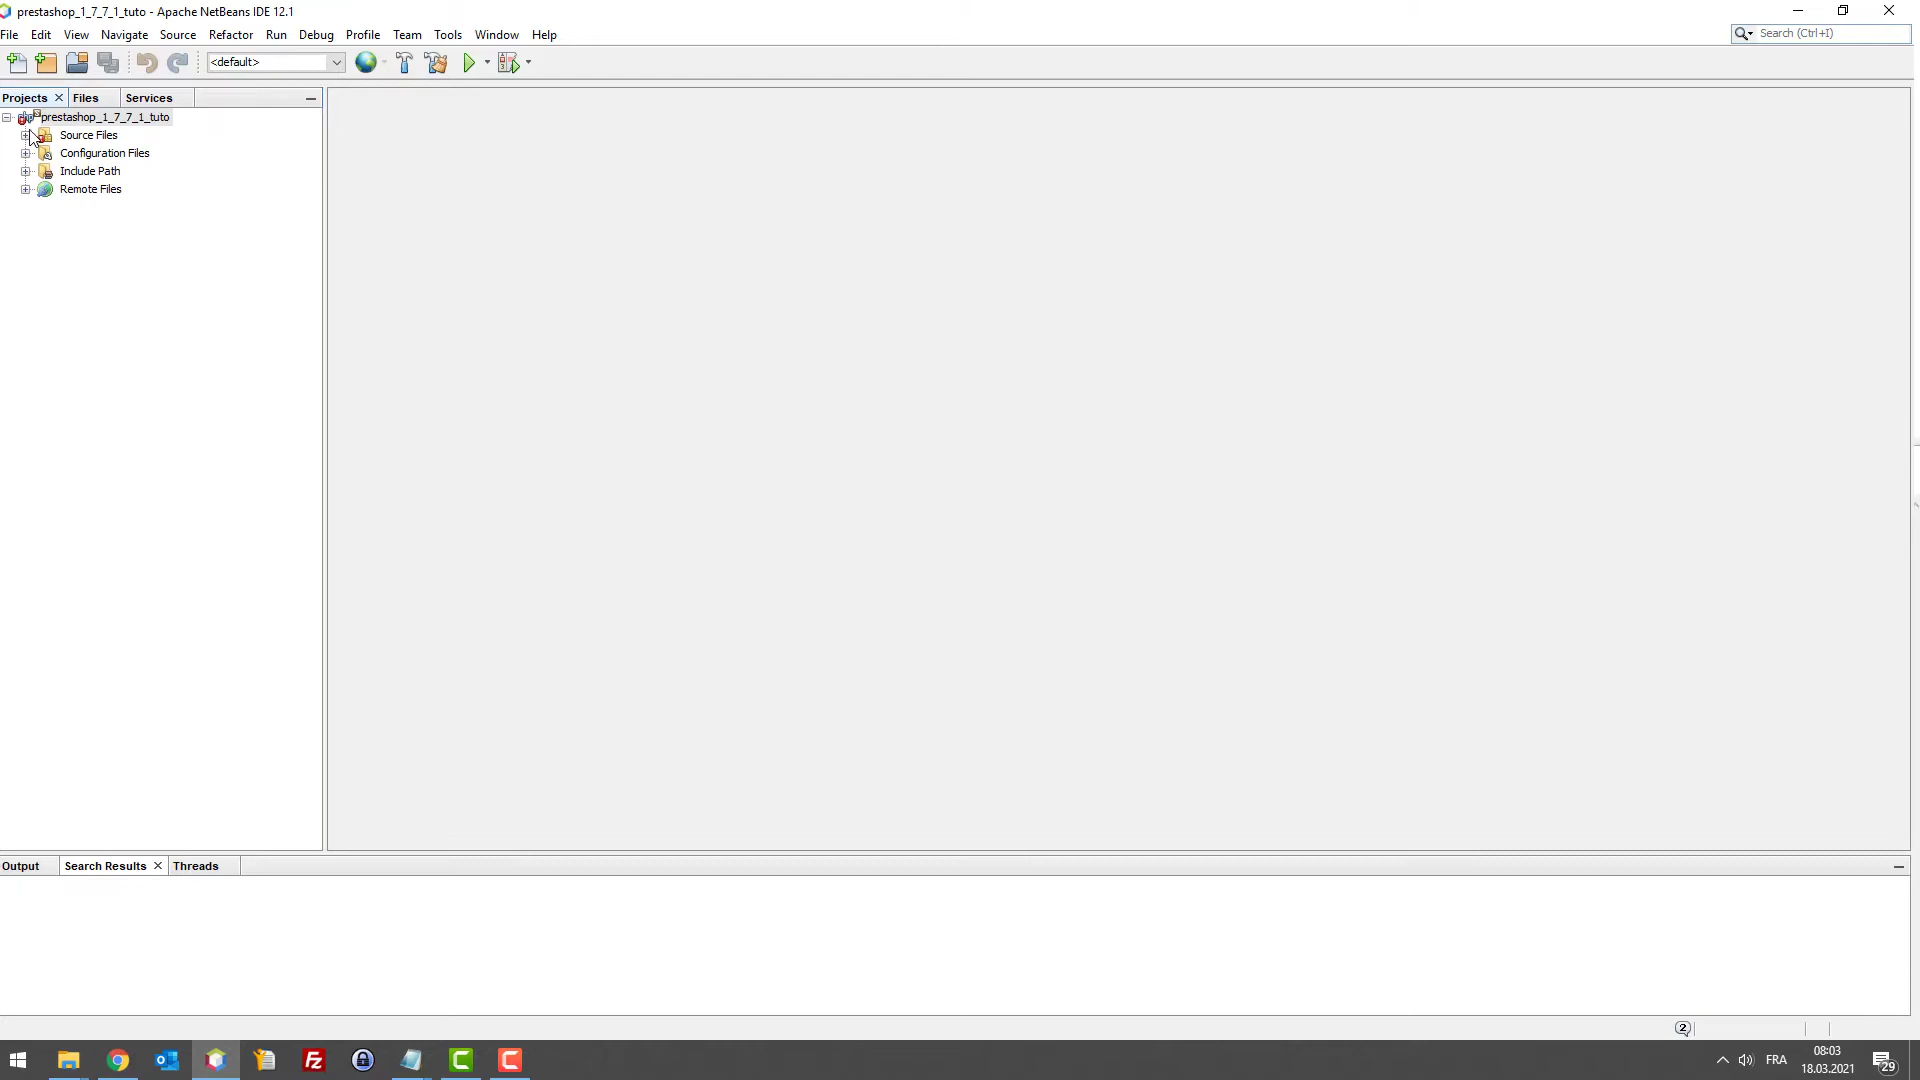 prestashop_1_7_7_1_tuto - Apache NetBeans IDE 12.1
File Edit View Navigate Source Refactor Run Debug Profile Team Tools Window Help
Search (Ctrl+I)
<default>
Projects Files Services
prestashop_1_7_7_1_tuto
Source Files
Configuration Files
Include Path
Remote Files
Output Search Results Threads
2
FRA
08:03
18.03.2021
29